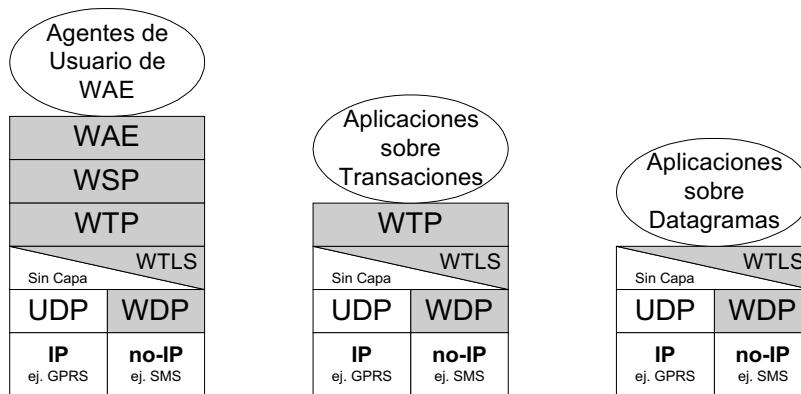 Agentes de
Usuario de
WAE
WAE
WSP
WTP
WTLS
Sin Capa
UDP
WDP
IP
ej. GPRS
no-IP
ej. SMS
Aplicaciones
sobre
Transaciones
WTP
WTLS
Sin Capa
UDP
WDP
IP
ej. GPRS
no-IP
ej. SMS
Aplicaciones
sobre
Datagramas
WTLS
Sin Capa
UDP
WDP
IP
ej. GPRS
no-IP
ej. SMS